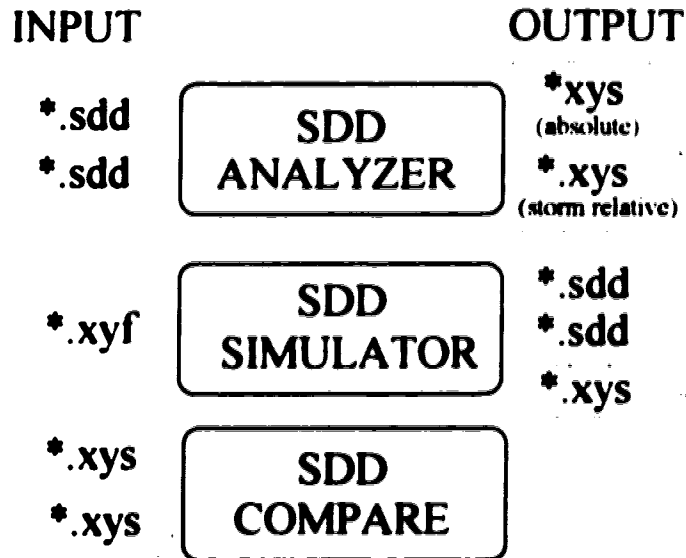 INPUT OUTPUT
*.sdd
*.sdd
SDD
ANALYZER
*xys
(absolute)
*.xys
(storm relative)
*.xyf
SDD
SIMULATOR
*.sdd
*.sdd
*.xys
*.xys
*.xys
SDD
COMPARE